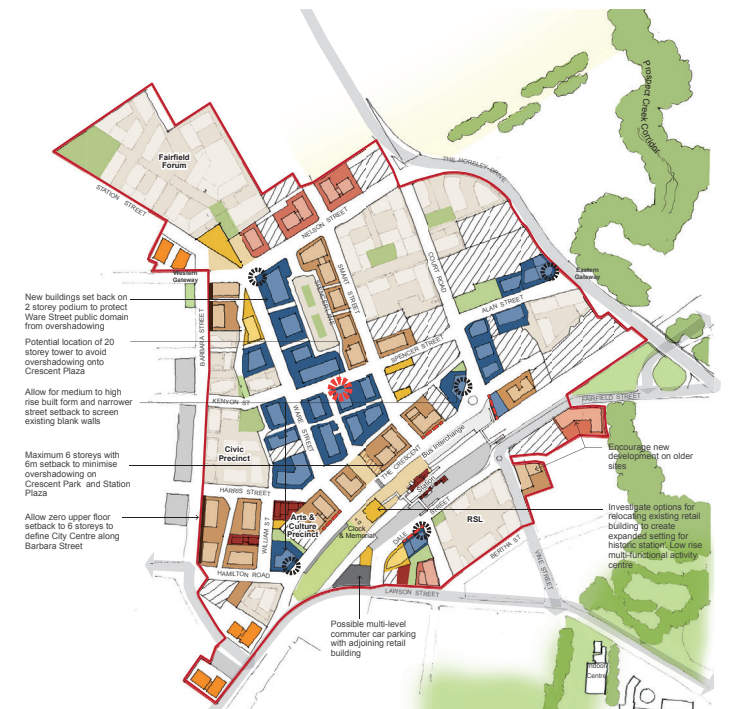 Prospect Creek Corridor
THE HORSLEY DRIVE
Fairfield
Forum
STATION STREET
NELSON STREET
Western
Gateway
Eastern
Gateway
COURT ROAD
SMART STREET
ALAN STREET
SPENCER STREET
BARBARA STREET
New buildings set back on
2 storey podium to protect
Ware Street public domain
from overshadowing
Potential location of 20
storey tower to avoid
overshadowing onto
Crescent Plaza
Allow for medium to high
rise built form and narrower
street setback to screen
existing blank walls
KENYON ST
WARE STREET
FAIRFIELD STREET
Maximum 6 storeys with
6m setback to minimise
overshadowing on
Crescent Park and Station
Plaza
Civic
Precinct
THE CRESCENT
Bus Interchange
Station
Encourage new
development on older
sites
HARRIS STREET
Allow zero upper floor
setback to 6 storeys to
define City Centre along
Barbara Street
WILLIAM ST
Arts &
Culture
Precinct
Clock
& Memorial
DALE STREET
RSL
BERTHA ST
VINE STREET
Investigate options for
relocating existing retail
building to create
expanded setting for
historic station. Low rise
multi-functional activity
centre
HAMILTON ROAD
LAWSON STREET
Possible multi-level
commuter car parking
with adjoining retail
building
Indoor
Centre